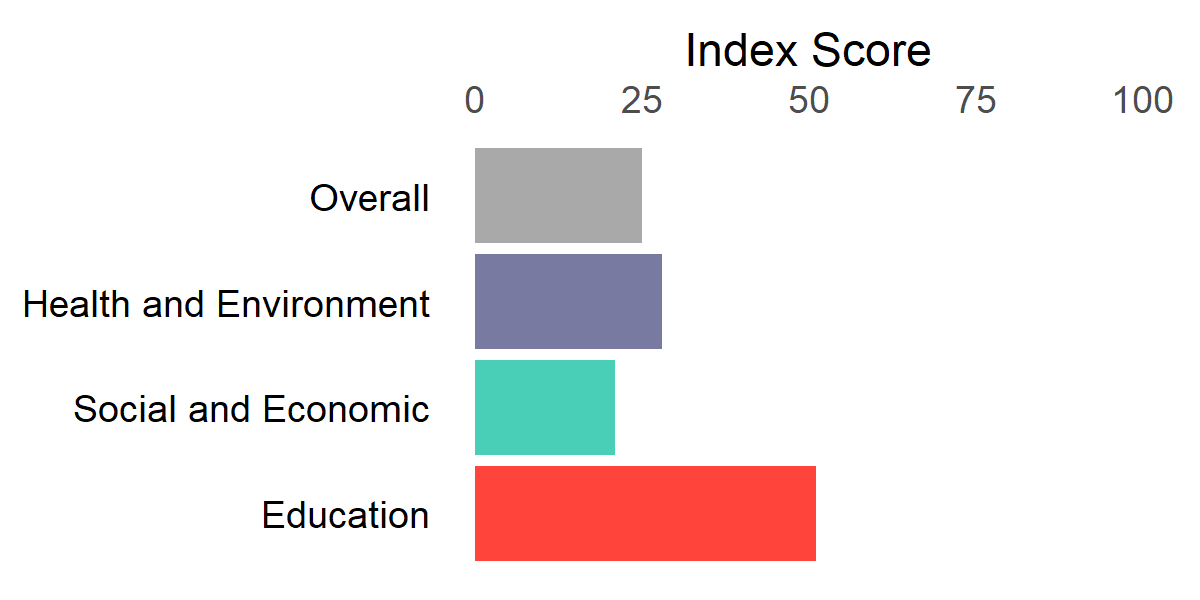 Index Score
0 25 50 75 100
Overall
Health and Environment
Social and Economic
Education